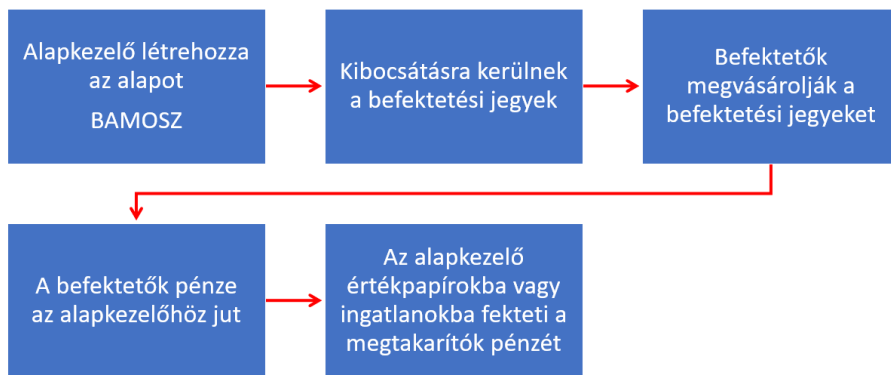 Alapkezelő létrehozza
az alapot
BAMOSZ
Kibocsátásra kerülnek
a befektetési jegyek
Befektetők
megvásárolják a
befektetési jegyeket
A befektetők pénze
az alapkezelőhöz jut
Az alapkezelő
értékpapírokba vagy
ingatlanokba fekteti a
megtakarítók pénzét